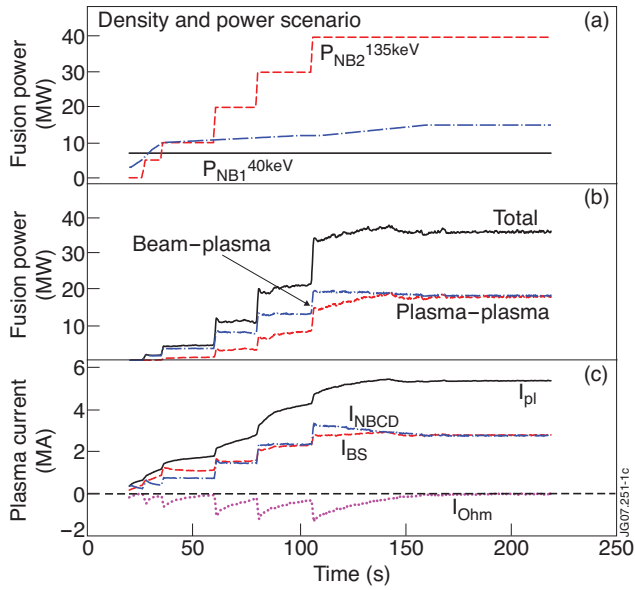 Density and power scenario
(a)
40
30
20
10
0
Fusion power
(MW)
P_NB2^135keV
P_NB1^40keV
(b)
40
30
20
10
Fusion power
(MW)
Total
Beam–plasma
Plasma–plasma
(c)
6
4
2
0
−2
Plasma current
(MA)
I_pl
I_NBCD
I_BS
I_Ohm
0
50
100
150
200
250
Time (s)
JG07.251-1c